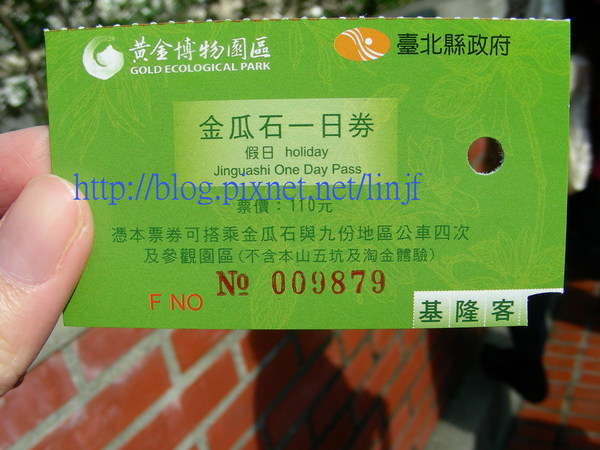 黃金博物園區
GOLD ECOLOGICAL PARK
臺北縣政府
金瓜石一日券
假日 holiday
Jinguashi One Day Pass
http://blog.pixnet.net/linjf
票價：110元
憑本票券可搭乘金瓜石與九份地區公車四次
及參觀園區(不含本山五坑及淘金體驗)
F NO № 009879
基隆客